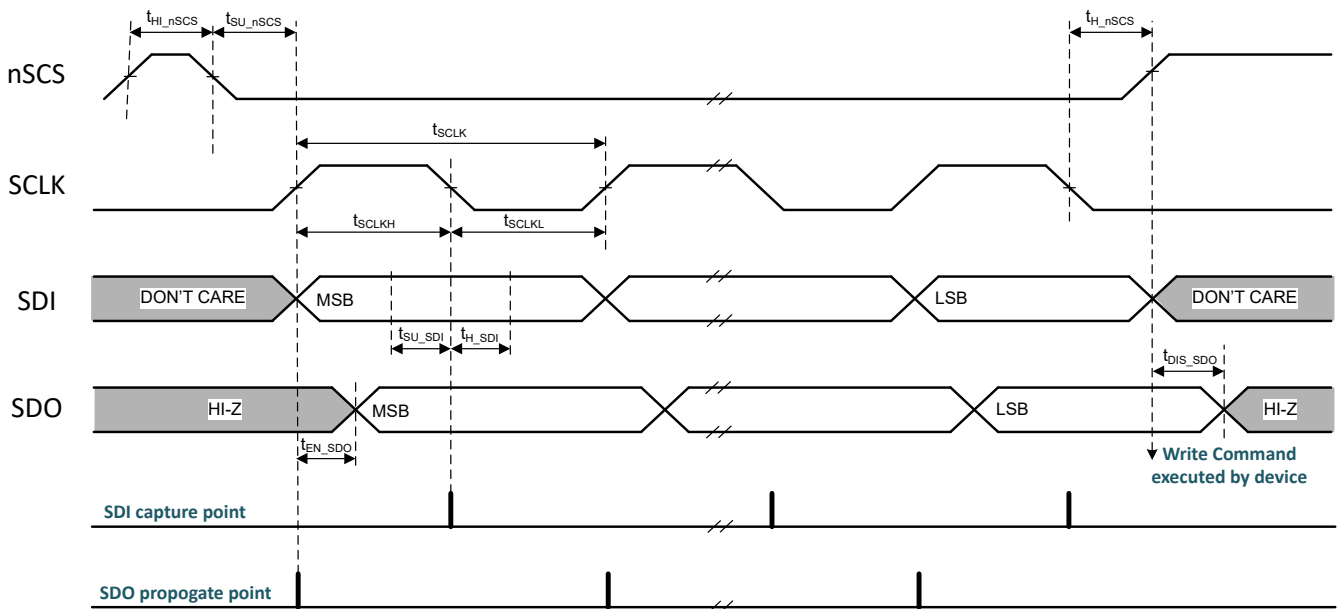 tHI_nSCS
tSU_nSCS
tH_nSCS
nSCS
tSCLK
SCLK
tSCLKH
tSCLKL
SDI
DON'T CARE
MSB
LSB
DON'T CARE
tSU_SDI
tH_SDI
tDIS_SDO
SDO
HI-Z
MSB
LSB
HI-Z
tEN_SDO
Write Command
executed by device
SDI capture point
SDO propogate point